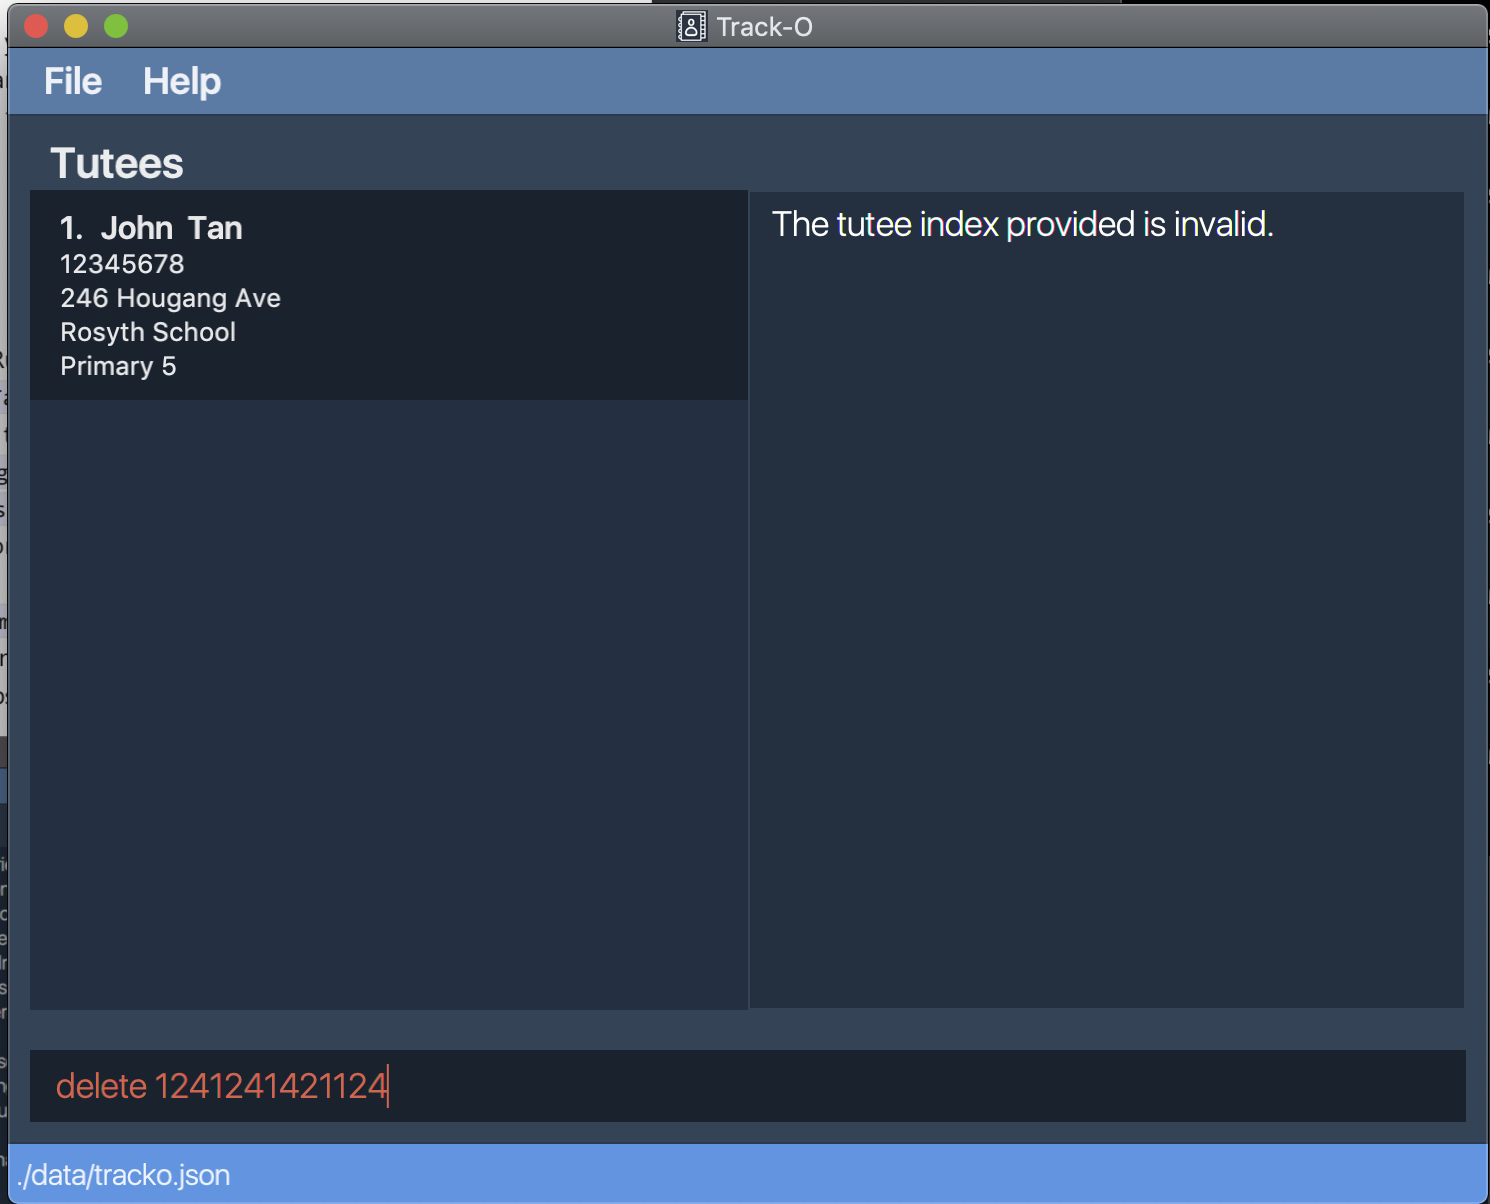 Track-O
File Help
Tutees
1. John Tan
12345678
246 Hougang Ave
Rosyth School
Primary 5
The tutee index provided is invalid.
delete 1241241421124
./data/tracko.json